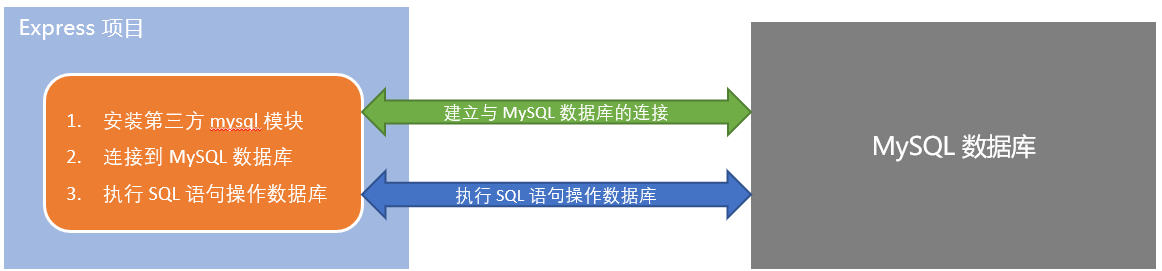 Express 项目
1. 安装第三方 mysql 模块
2. 连接到 MySQL 数据库
3. 执行 SQL 语句操作数据库
建立与 MySQL 数据库的连接
执行 SQL 语句操作数据库
MySQL 数据库